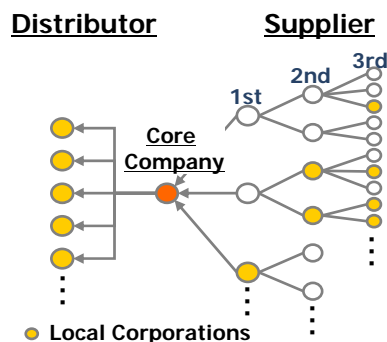 Distributor
Supplier
1st
2nd
3rd
Core
Company
Local Corporations